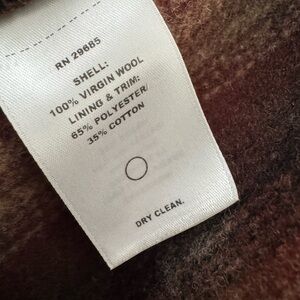 RN 29685
SHELL:
100% VIRGIN WOOL
LINING & TRIM:
65% POLYESTER/
35% COTTON
DRY CLEAN.